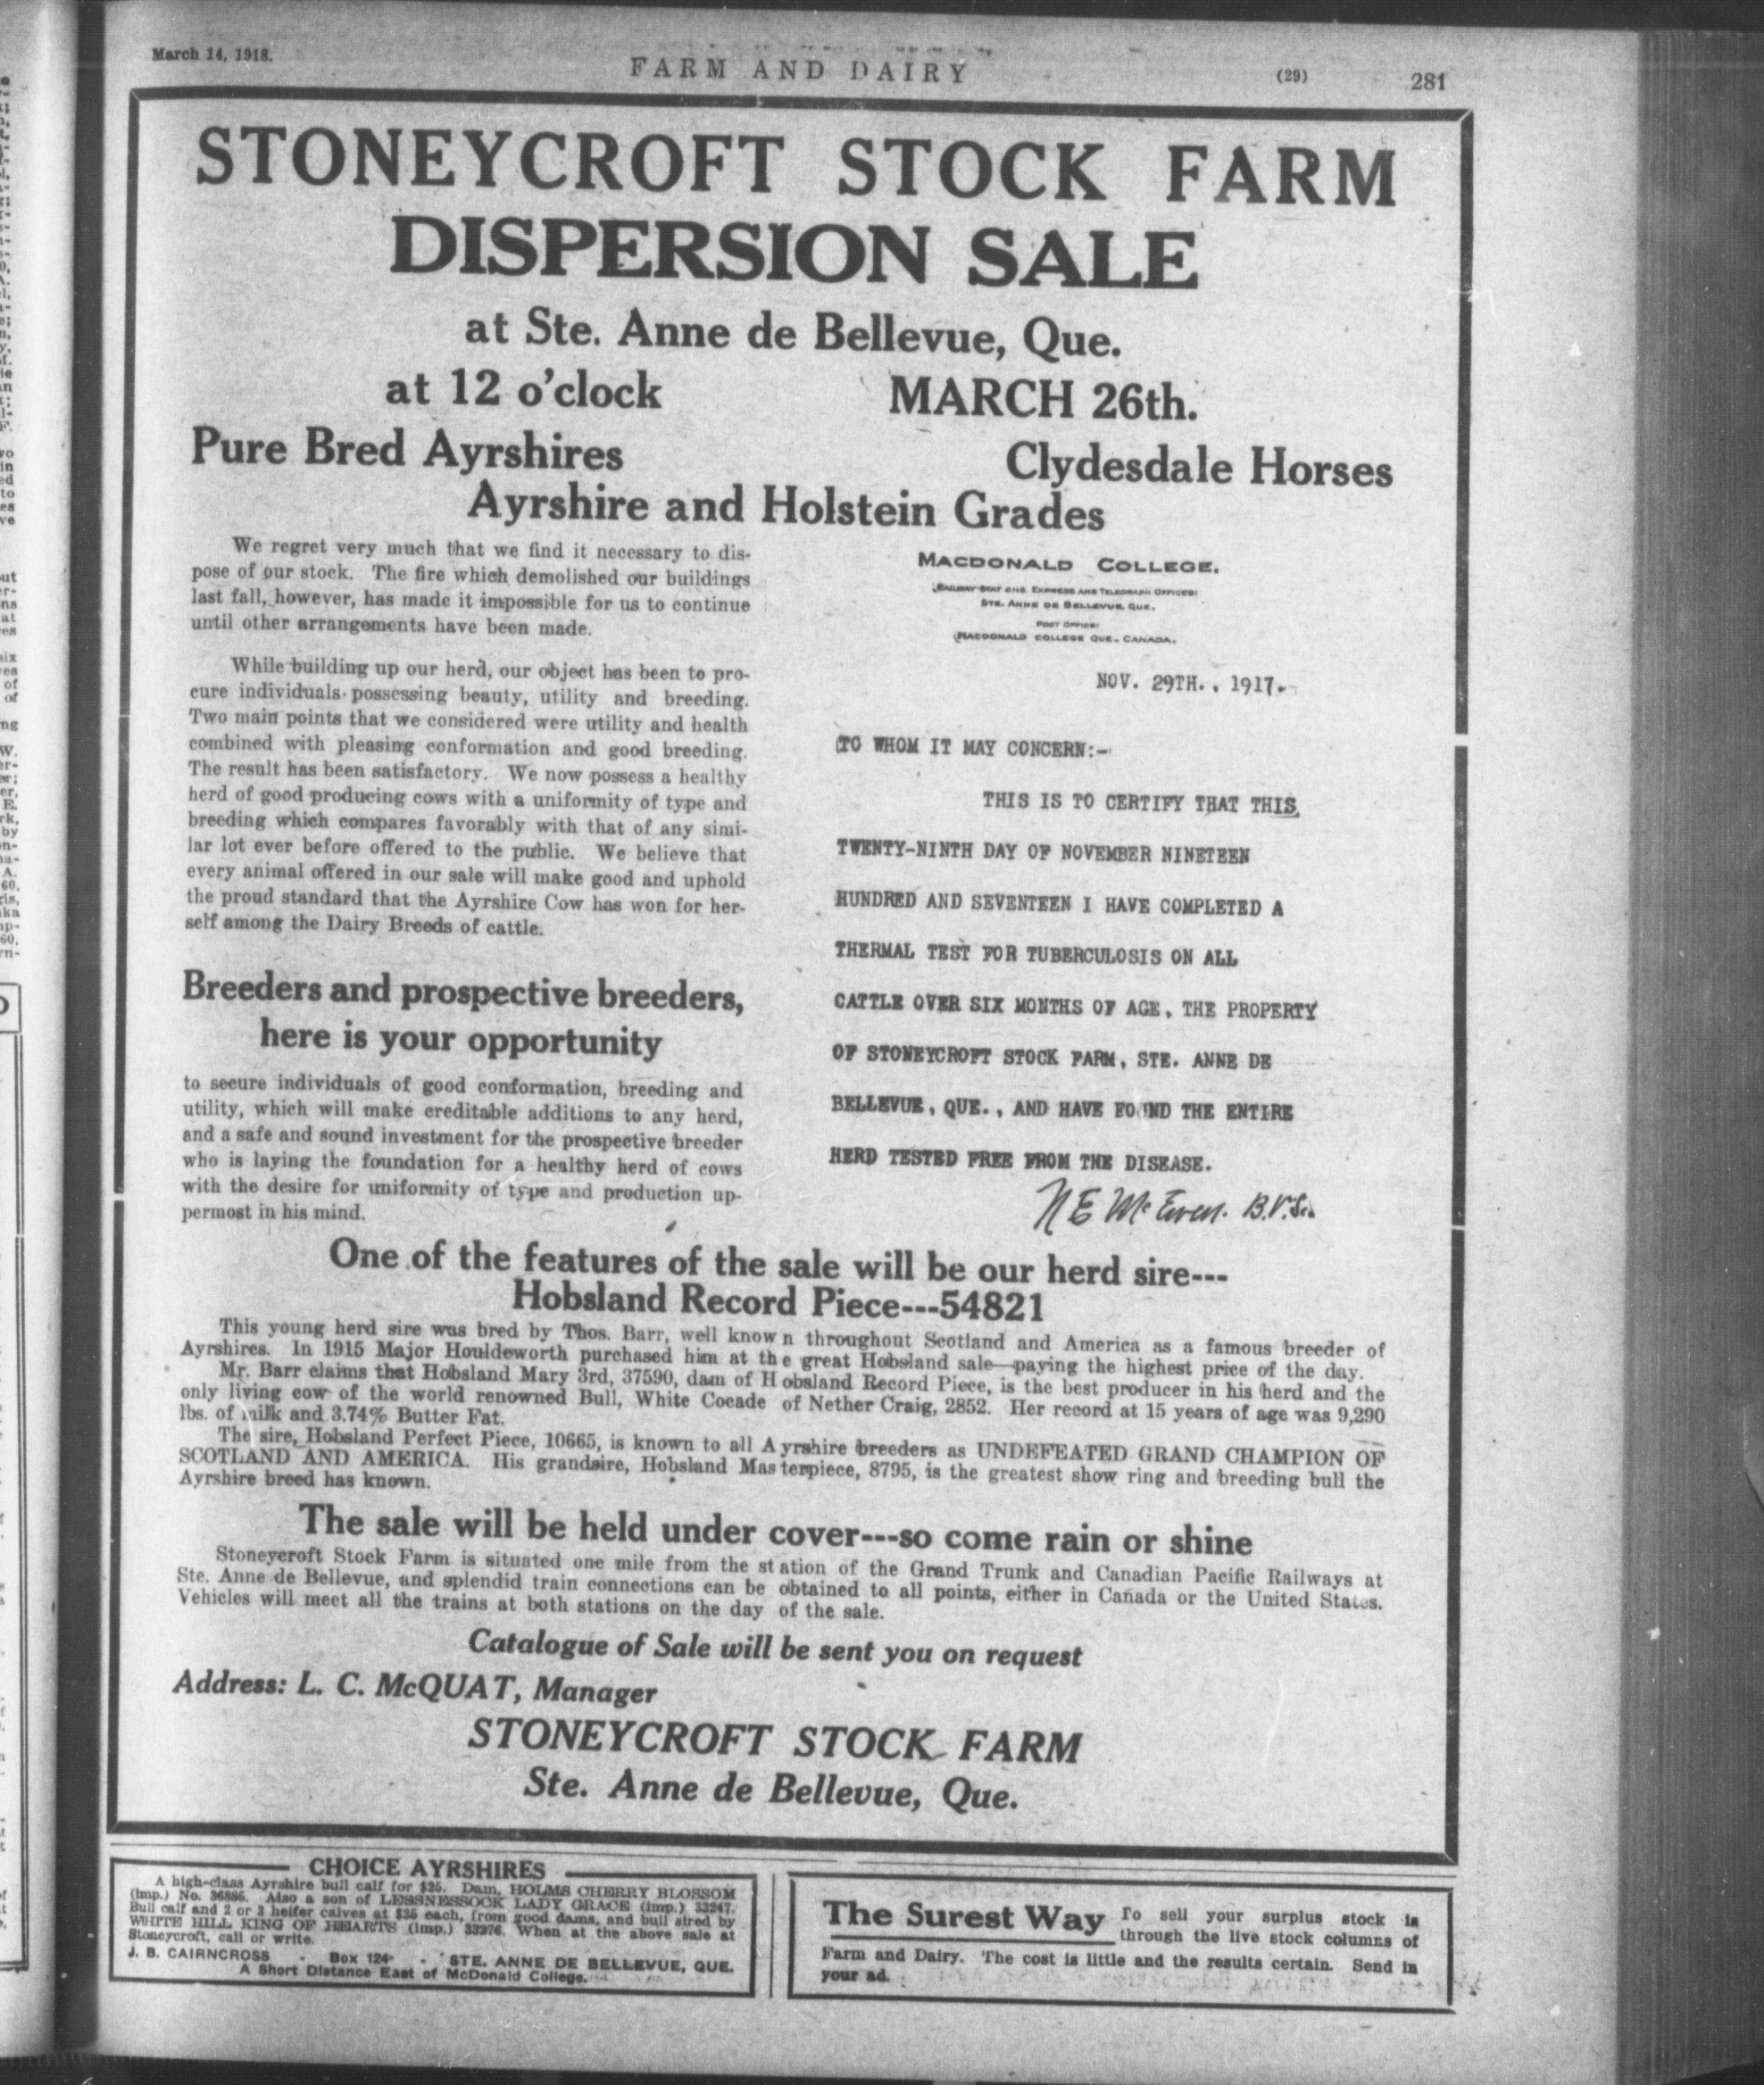 March 14, 1918.
FARM AND DAIRY
(29)
281
STONEYCROFT STOCK FARM
DISPERSION SALE
at Ste. Anne de Bellevue, Que.
at 12 o'clock MARCH 26th.
Pure Bred Ayrshires Clydesdale Horses
Ayrshire and Holstein Grades
We regret very much that we find it necessary to dis-
pose of our stock. The fire which demolished our buildings
last fall, however, has made it impossible for us to continue
until other arrangements have been made.
While building up our herd, our object has been to pro-
cure individuals possessing beauty, utility and breeding.
Two main points that we considered were utility and health
combined with pleasing conformation and good breeding.
The result has been satisfactory. We now possess a healthy
herd of good producing cows with a uniformity of type and
breeding which compares favorably with that of any simi-
lar lot ever before offered to the public. We believe that
every animal offered in our sale will make good and uphold
the proud standard that the Ayrshire Cow has won for her-
self among the Dairy Breeds of cattle.
Breeders and prospective breeders,
here is your opportunity
to secure individuals of good conformation, breeding and
utility, which will make creditable additions to any herd,
and a safe and sound investment for the prospective breeder
who is laying the foundation for a healthy herd of cows
with the desire for uniformity of type and production up-
permost in his mind.
MACDONALD COLLEGE.
RAILWAY STATIONS, EXPRESS AND TELEGRAPH OFFICES:
STE. ANNE DE BELLEVUE, QUE.
POST OFFICE:
MACDONALD COLLEGE QUE., CANADA.
NOV. 29TH., 1917.
TO WHOM IT MAY CONCERN:-
THIS IS TO CERTIFY THAT THIS
TWENTY-NINTH DAY OF NOVEMBER NINETEEN
HUNDRED AND SEVENTEEN I HAVE COMPLETED A
THERMAL TEST FOR TUBERCULOSIS ON ALL
CATTLE OVER SIX MONTHS OF AGE, THE PROPERTY
OF STONEYCROFT STOCK FARM, STE. ANNE DE
BELLEVUE, QUE., AND HAVE FOUND THE ENTIRE
HERD TESTED FREE FROM THE DISEASE.
N E McEwen. B.V.Sc.
One of the features of the sale will be our herd sire---
Hobsland Record Piece---54821
This young herd sire was bred by Thos. Barr, well known throughout Scotland and America as a famous breeder of
Ayrshires. In 1915 Major Houldeworth purchased him at the great Hobsland sale—paying the highest price of the day.
Mr. Barr claims that Hobsland Mary 3rd, 37590, dam of Hobsland Record Piece, is the best producer in his herd and the
only living cow of the world renowned Bull, White Cocade of Nether Craig, 2852. Her record at 15 years of age was 9,290
lbs. of milk and 3.74% Butter Fat.
The sire, Hobsland Perfect Piece, 10665, is known to all Ayrshire breeders as UNDEFEATED GRAND CHAMPION OF
SCOTLAND AND AMERICA. His grandsire, Hobsland Masterpiece, 8795, is the greatest show ring and breeding bull the
Ayrshire breed has known.
The sale will be held under cover---so come rain or shine
Stoneycroft Stock Farm is situated one mile from the station of the Grand Trunk and Canadian Pacific Railways at
Ste. Anne de Bellevue, and splendid train connections can be obtained to all points, either in Canada or the United States.
Vehicles will meet all the trains at both stations on the day of the sale.
Catalogue of Sale will be sent you on request
Address: L. C. McQUAT, Manager
STONEYCROFT STOCK FARM
Ste. Anne de Bellevue, Que.
CHOICE AYRSHIRES
A high-class Ayrshire bull calf for $25. Dam, HOLMS CHERRY BLOSSOM
(imp.) No. 36886. Also a son of LESSNESSOCK LADY GRACE (imp.) 33247.
Bull calf and 2 or 3 heifer calves at $35 each, from good dams, and bull sired by
WHITE HILL KING OF HEARTS (imp.) 33276. When at the above sale at
Stoneycroft, call or write.
J. B. CAIRNCROSS - Box 124 - STE. ANNE DE BELLEVUE, QUE.
A Short Distance East of McDonald College.
The Surest Way To sell your surplus stock is
through the live stock columns of
Farm and Dairy. The cost is little and the results certain. Send in
your ad.